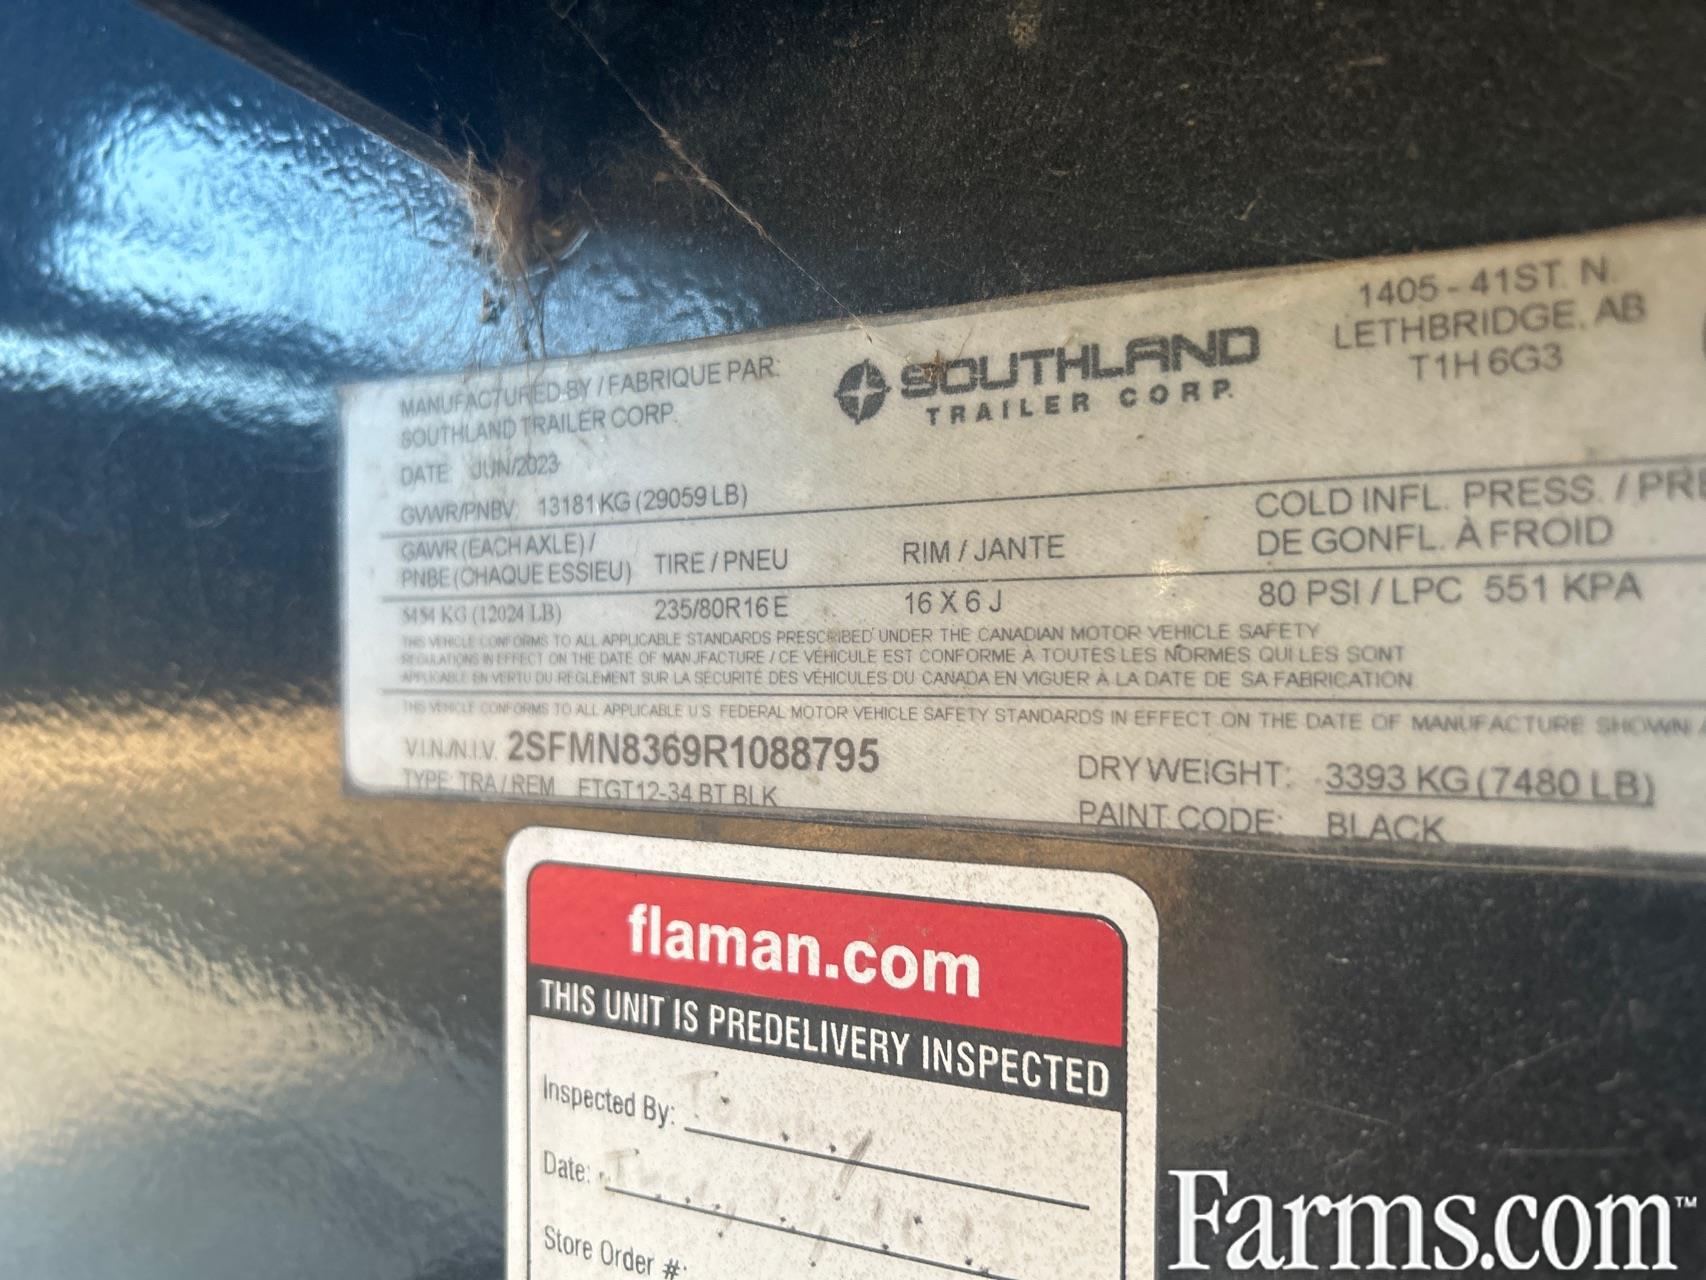 MANUFACTURED BY / FABRIQUE PAR:
SOUTHLAND TRAILER CORP.
SOUTHLAND
TRAILER CORP.
1405 - 41ST. N.
LETHBRIDGE, AB
T1H 6G3
DATE: JUN/2023
GVWR/PNBV: 13181 KG (29059 LB)
GAWR (EACH AXLE) /
PNBE (CHAQUE ESSIEU)
TIRE / PNEU
RIM / JANTE
COLD INFL. PRESS. / PRE
DE GONFL. À FROID
5454 KG (12024 LB)
235/80R16 E
16 X 6 J
80 PSI / LPC 551 KPA
THIS VEHICLE CONFORMS TO ALL APPLICABLE STANDARDS PRESCRIBED UNDER THE CANADIAN MOTOR VEHICLE SAFETY
REGULATIONS IN EFFECT ON THE DATE OF MANUFACTURE / CE VÉHICULE EST CONFORME À TOUTES LES NORMES QUI LES SONT
APPLICABLE EN VERTU DU RÈGLEMENT SUR LA SÉCURITÉ DES VÉHICULES DU CANADA EN VIGUER À LA DATE DE SA FABRICATION
THIS VEHICLE CONFORMS TO ALL APPLICABLE U.S. FEDERAL MOTOR VEHICLE SAFETY STANDARDS IN EFFECT ON THE DATE OF MANUFACTURE SHOWN
V.I.N./N.I.V. 2SFMN8369R1088795
TYPE: TRA / REM FTGT12-34 BT BLK
DRY WEIGHT: 3393 KG (7480 LB)
PAINT CODE: BLACK
flaman.com
THIS UNIT IS PREDELIVERY INSPECTED
Inspected By:
Date:
Store Order #:
Farms.com™